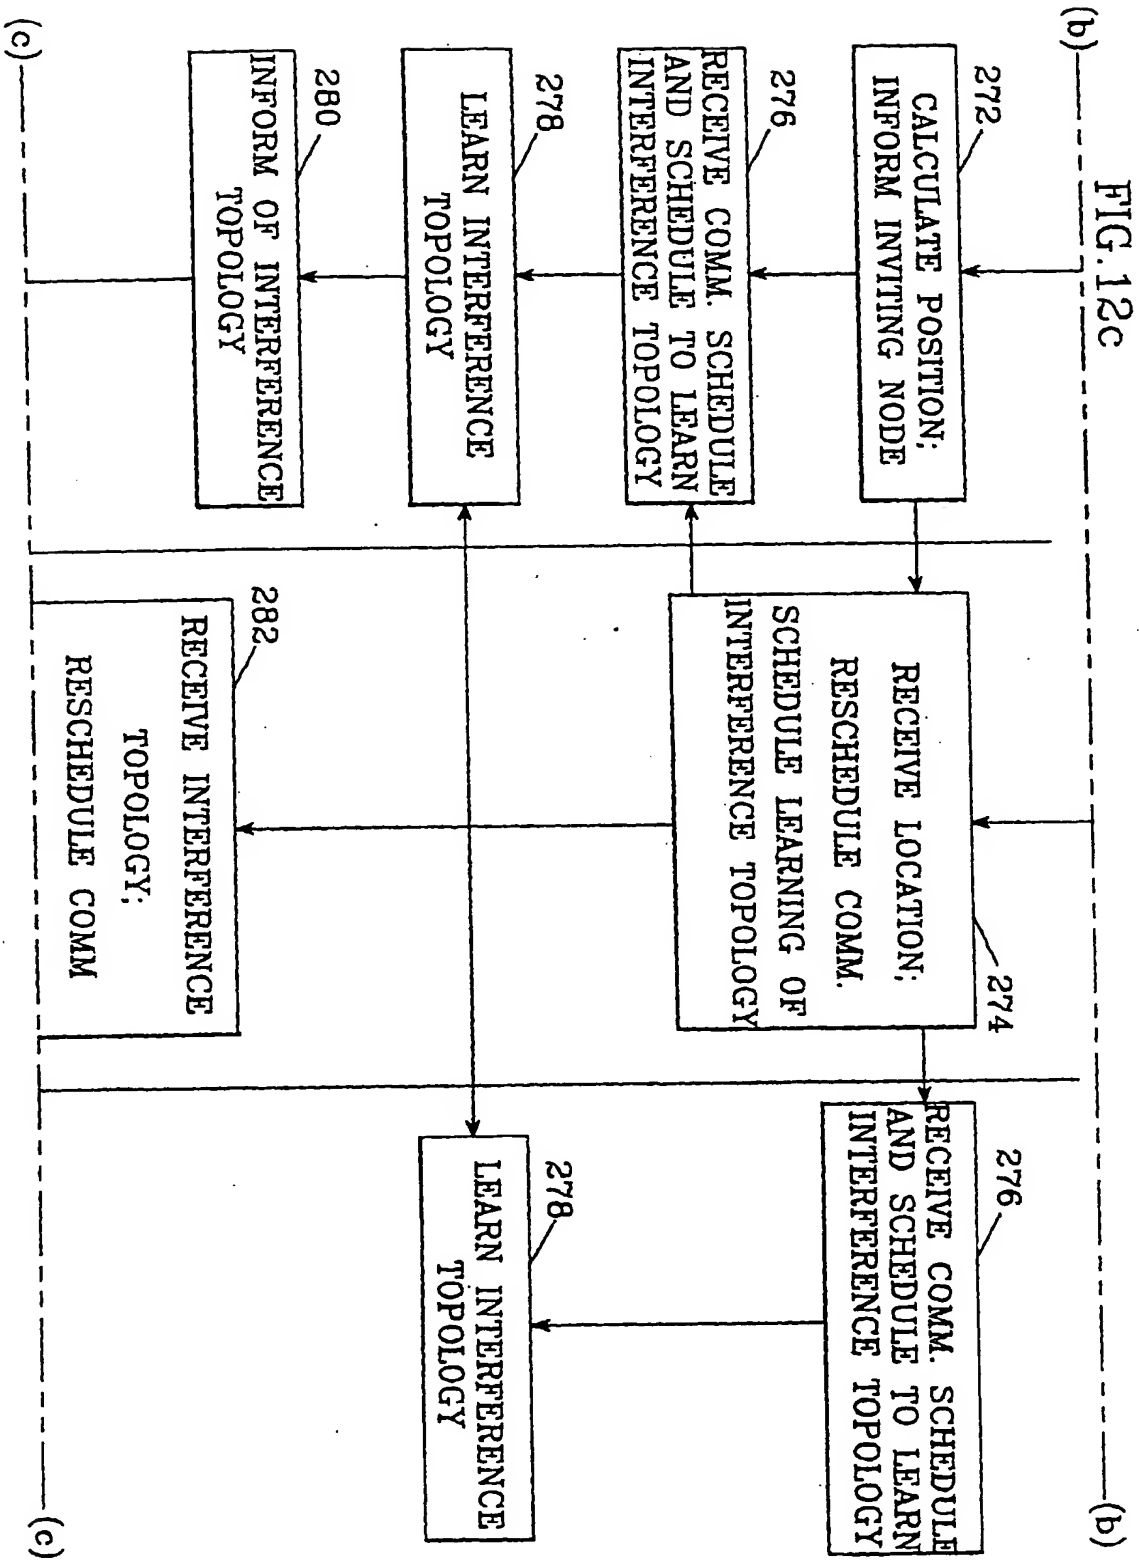 FIG.12c
(b)
(b)
272
CALCULATE POSITION;
INFORM INVITING NODE
274
RECEIVE LOCATION;
RESCHEDULE COMM.
SCHEDULE LEARNING OF
INTERFERENCE TOPOLOGY
276
RECEIVE COMM. SCHEDULE
AND SCHEDULE TO LEARN
INTERFERENCE TOPOLOGY
276
RECEIVE COMM. SCHEDULE
AND SCHEDULE TO LEARN
INTERFERENCE TOPOLOGY
278
LEARN INTERFERENCE
TOPOLOGY
278
LEARN INTERFERENCE
TOPOLOGY
280
INFORM OF INTERFERENCE
TOPOLOGY
282
RECEIVE INTERFERENCE
TOPOLOGY;
RESCHEDULE COMM
(c)
(c)